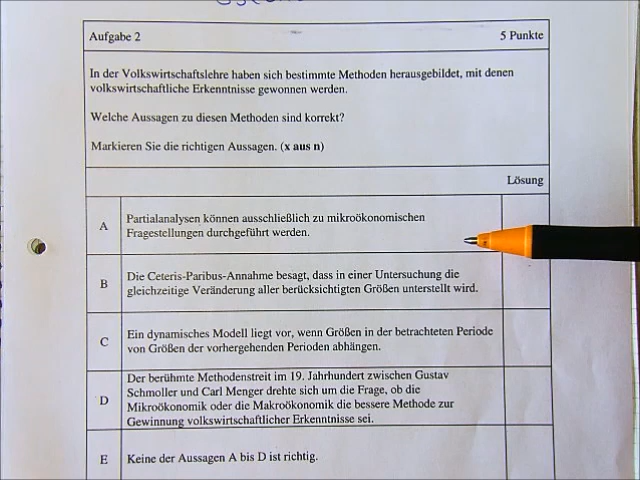 Aufgabe 2 5 Punkte
In der Volkswirtschaftslehre haben sich bestimmte Methoden herausgebildet, mit denen
volkswirtschaftliche Erkenntnisse gewonnen werden.
Welche Aussagen zu diesen Methoden sind korrekt?
Markieren Sie die richtigen Aussagen. (x aus n)
Lösung
A Partialanalysen können ausschließlich zu mikroökonomischen
Fragestellungen durchgeführt werden.
B Die Ceteris-Paribus-Annahme besagt, dass in einer Untersuchung die
gleichzeitige Veränderung aller berücksichtigten Größen unterstellt wird.
C Ein dynamisches Modell liegt vor, wenn Größen in der betrachteten Periode
von Größen der vorhergehenden Perioden abhängen.
D Der berühmte Methodenstreit im 19. Jahrhundert zwischen Gustav
Schmoller und Carl Menger drehte sich um die Frage, ob die
Mikroökonomik oder die Makroökonomik die bessere Methode zur
Gewinnung volkswirtschaftlicher Erkenntnisse sei.
E Keine der Aussagen A bis D ist richtig.